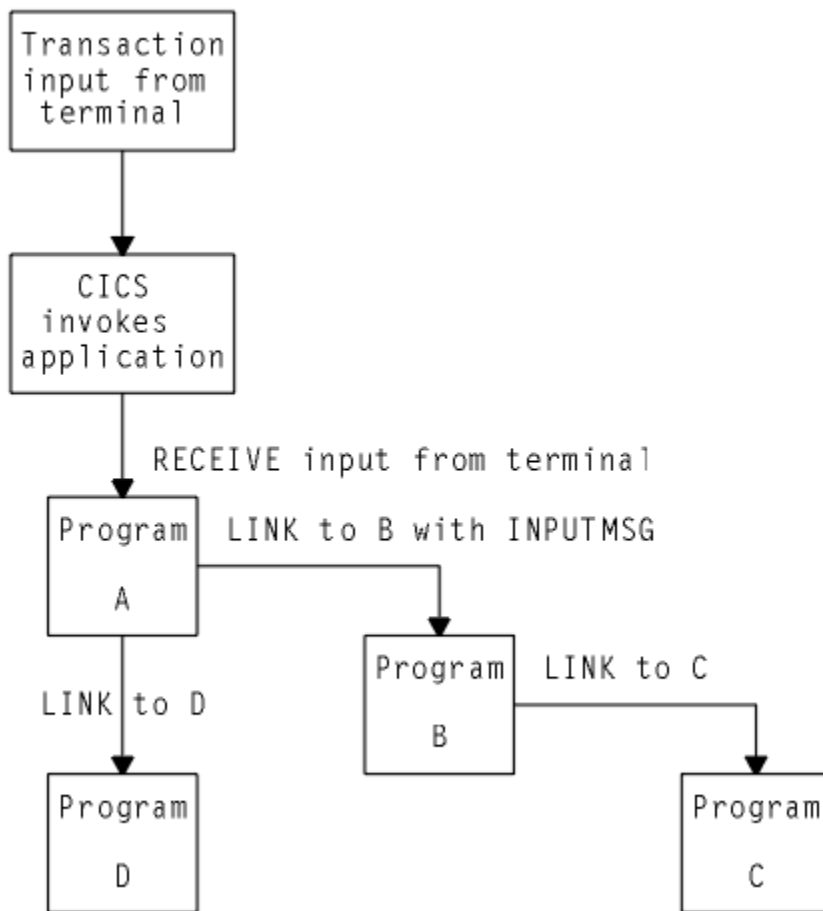 Transaction
input from
terminal
CICS
invokes
application
RECEIVE input from terminal
Program
A
LINK to B with INPUTMSG
Program
B
LINK to C
LINK to D
Program
D
Program
C